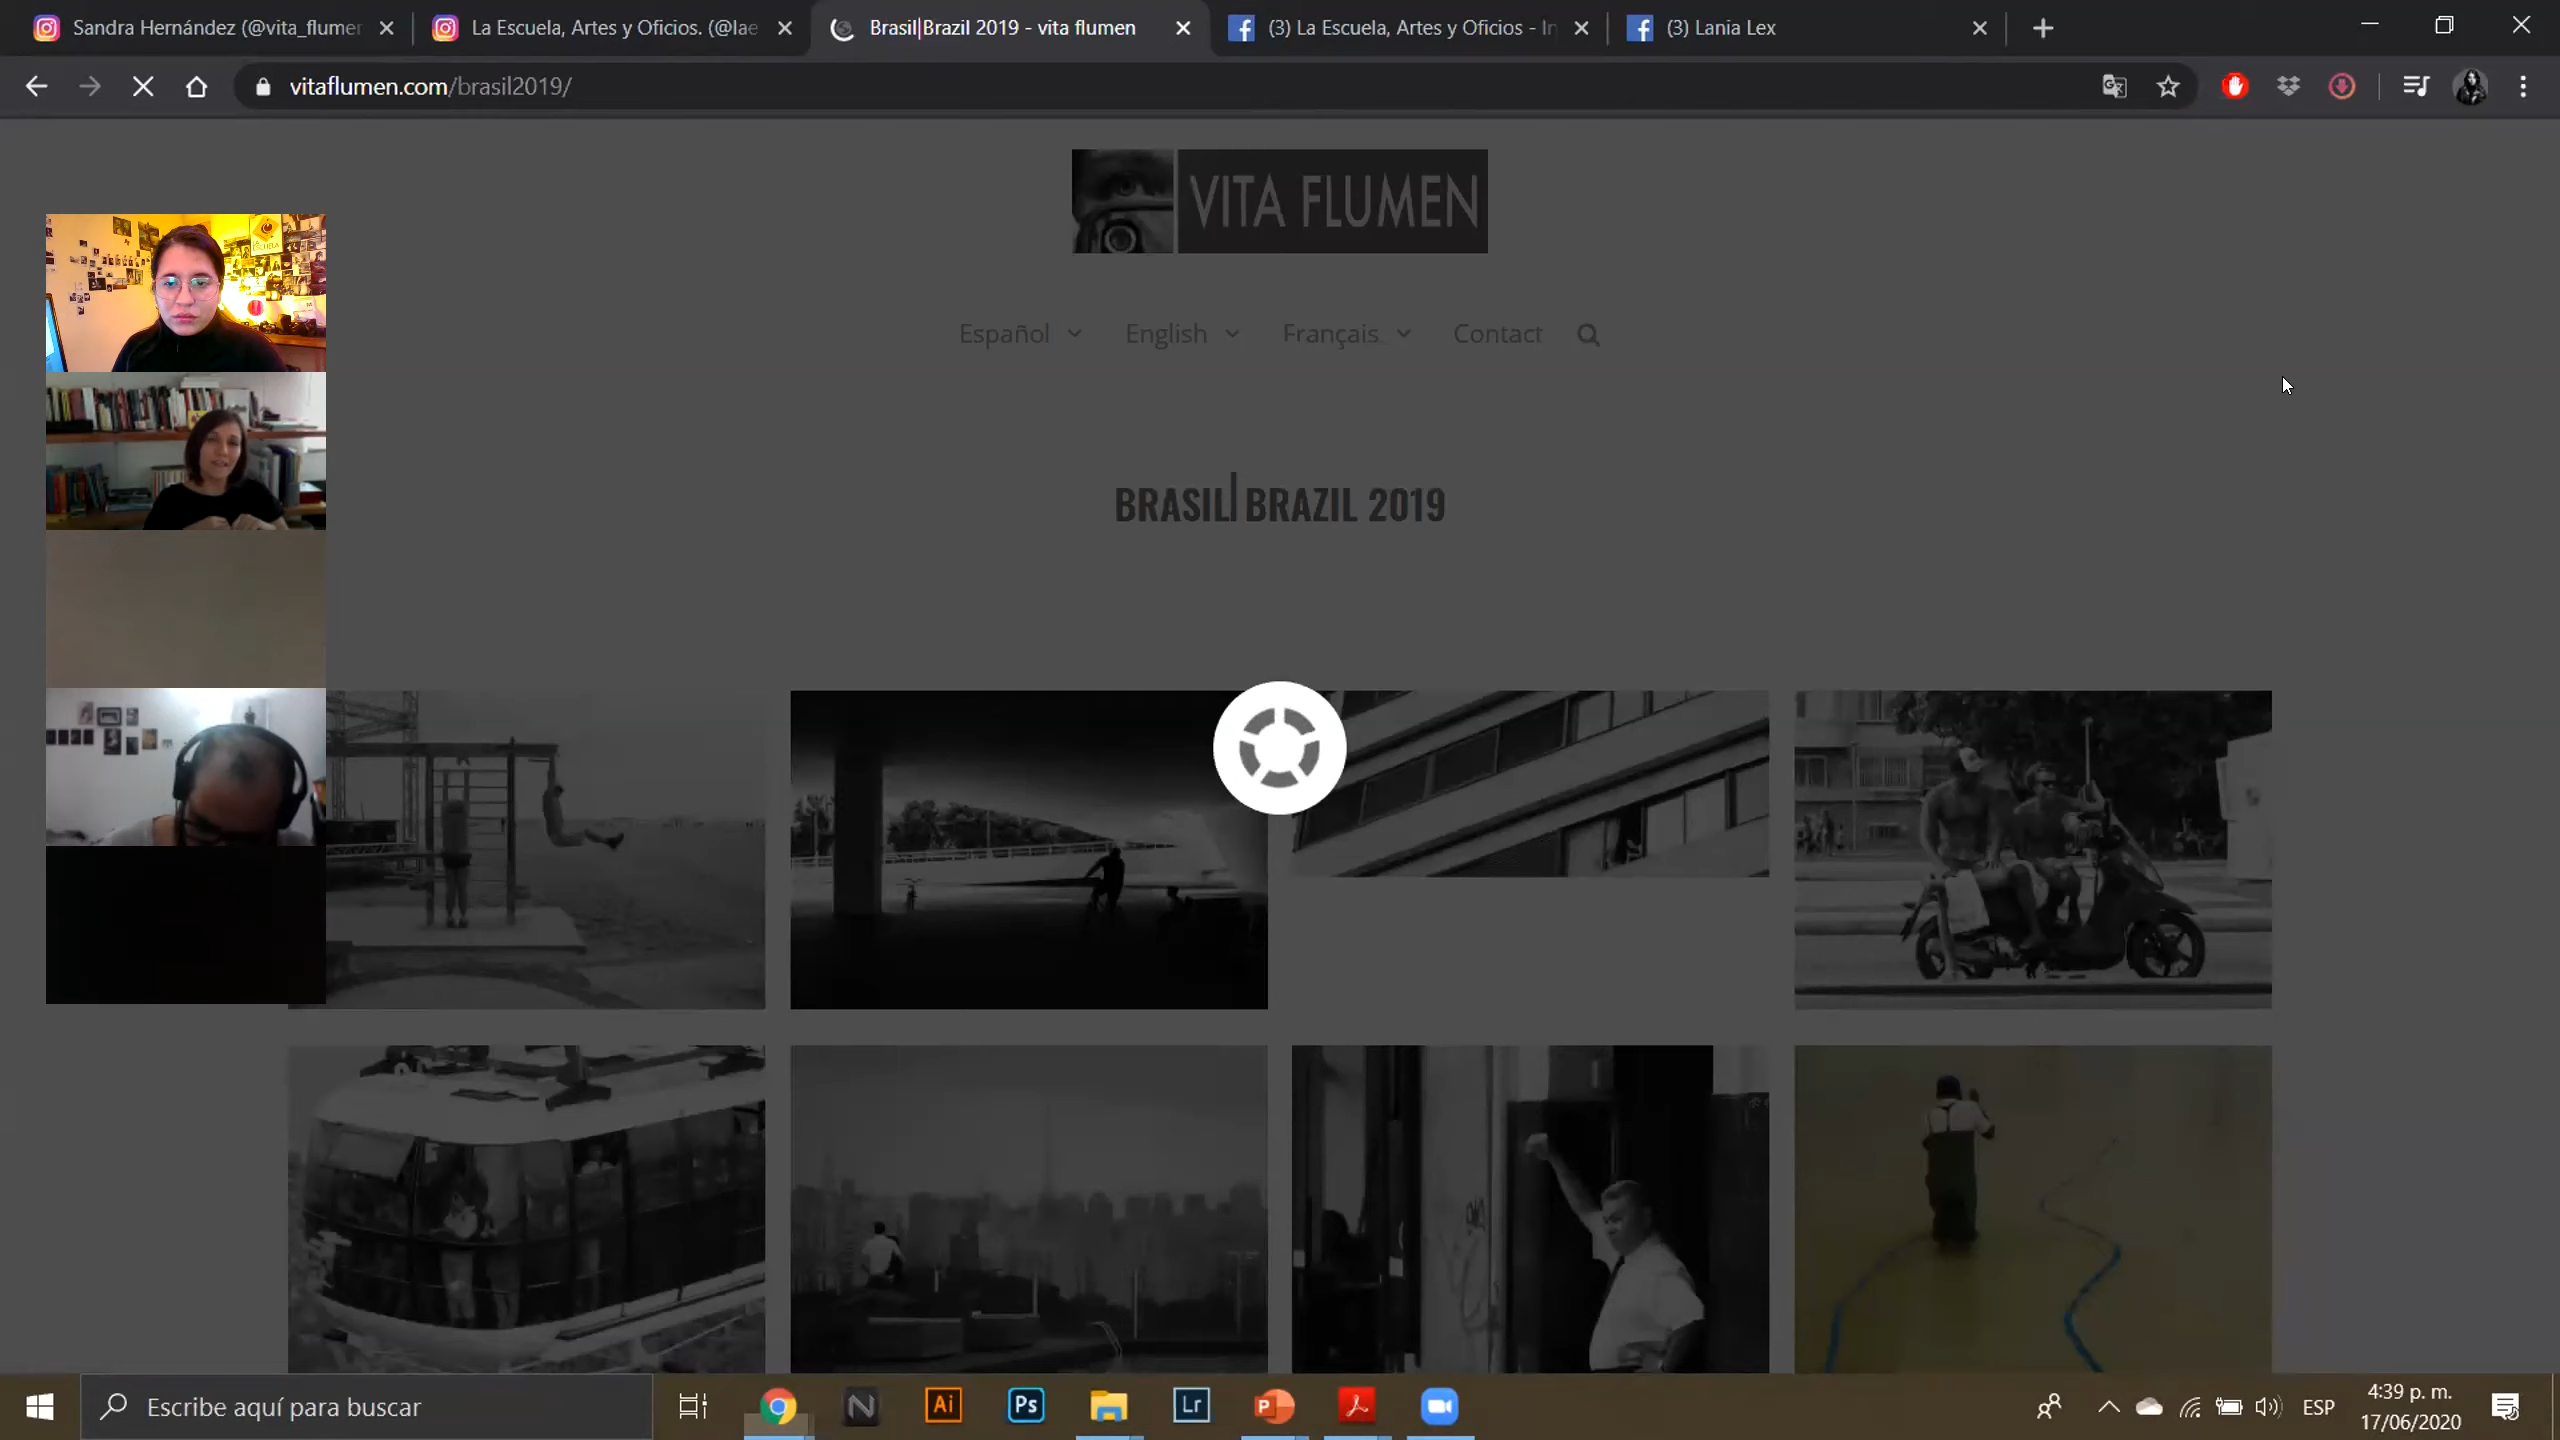 Sandra Hernández (@vita_flumer
La Escuela, Artes y Oficios. (@lae
Brasil|Brazil 2019 - vita flumen
(3) La Escuela, Artes y Oficios - In
(3) Lania Lex
vitaflumen.com/brasil2019/
VITA FLUMEN
LA ESCUELA
Español English Français Contact
BRASIL| BRAZIL 2019
Escribe aquí para buscar
N
Ai
Ps
Lr
P
ESP
4:39 p. m.
17/06/2020